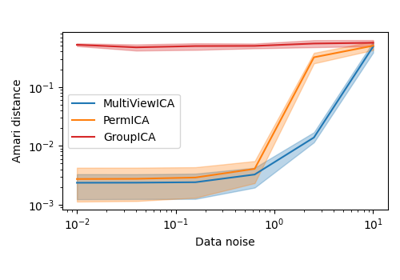 Amari distance
10⁻¹
10⁻²
10⁻³
MultiViewICA
PermICA
GroupICA
10⁻² 10⁻¹ 10⁰ 10¹
Data noise